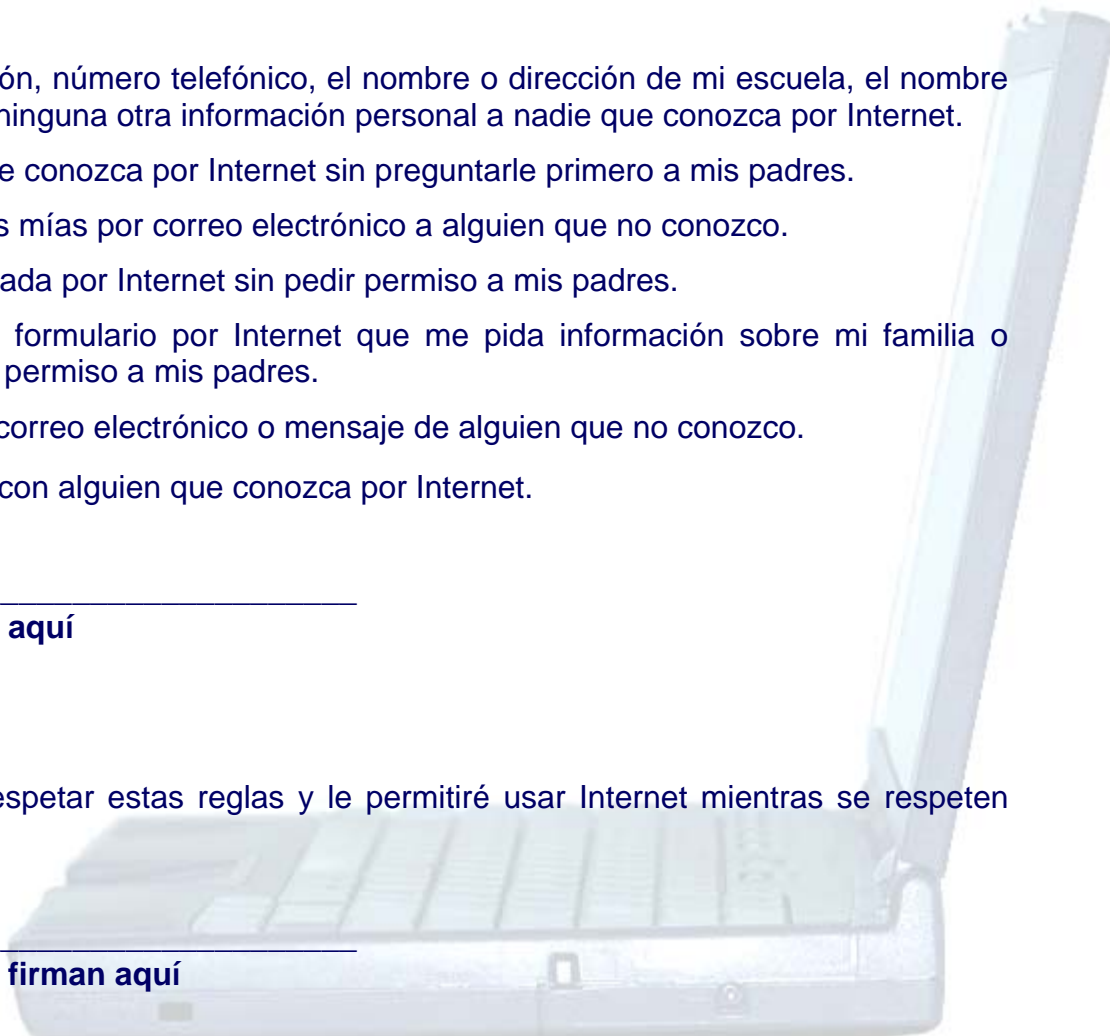 ón, número telefónico, el nombre o dirección de mi escuela, el nombre
ninguna otra información personal a nadie que conozca por Internet.
e conozca por Internet sin preguntarle primero a mis padres.
s mías por correo electrónico a alguien que no conozco.
ada por Internet sin pedir permiso a mis padres.
formulario por Internet que me pida información sobre mi familia o
permiso a mis padres.
correo electrónico o mensaje de alguien que no conozco.
con alguien que conozca por Internet.
____________________
aquí
espetar estas reglas y le permitiré usar Internet mientras se respeten
____________________
firman aquí